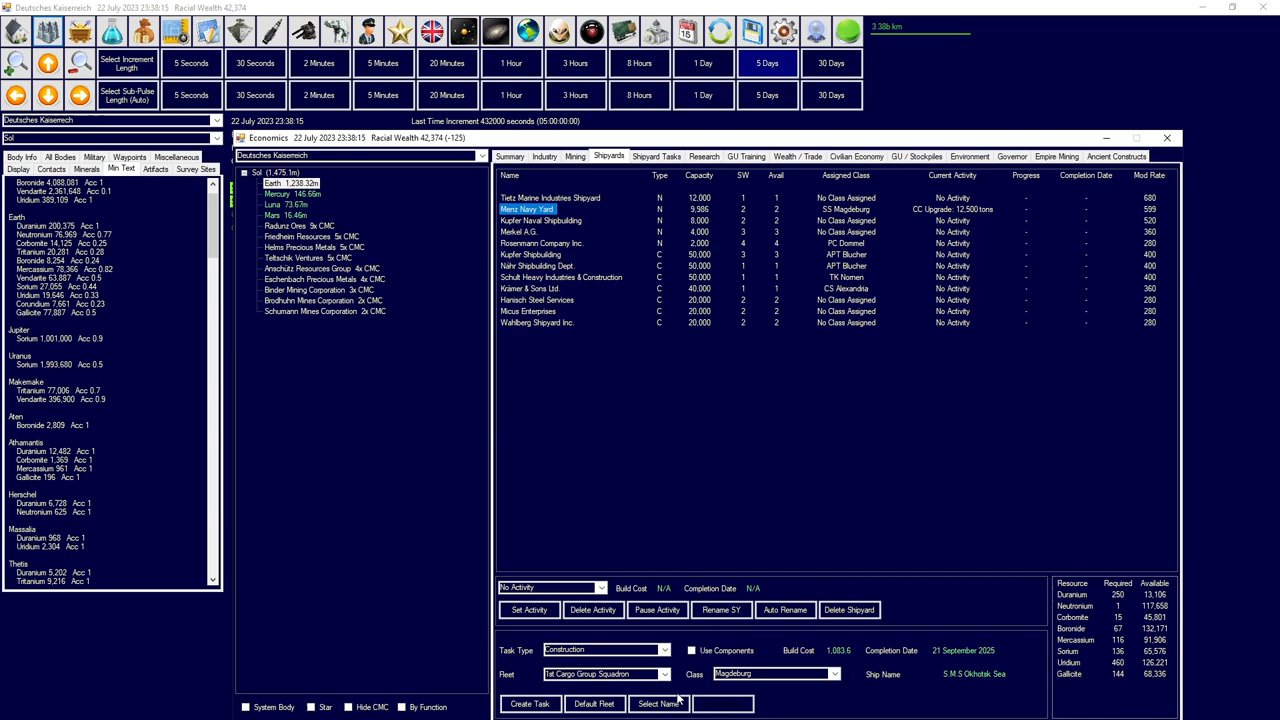 Deutsches Kaiserreich   22 July 2023 23:38:15   Racial Wealth 42,374
3.38b km
Select Increment Length  5 Seconds  30 Seconds  2 Minutes  5 Minutes  20 Minutes  1 Hour  3 Hours  8 Hours  1 Day  5 Days  30 Days
Select Sub-Pulse Length (Auto)  5 Seconds  30 Seconds  2 Minutes  5 Minutes  20 Minutes  1 Hour  3 Hours  8 Hours  1 Day  5 Days  30 Days
Deutsches Kaiserreich
22 July 2023 23:38:15   Last Time Increment 432000 seconds (05:00:00:00)
Sol
Body Info  All Bodies  Military  Waypoints  Miscellaneous
Display  Contacts  Minerals  Min Text  Artifacts  Survey Sites
Boronide 4,088,081 Acc 1
Vendarite 2,361,648 Acc 0.1
Uridium 389,109 Acc 1
Earth
Duranium 200,375 Acc 1
Neutronium 76,969 Acc 0.77
Corbomite 14,125 Acc 0.25
Tritanium 20,281 Acc 0.28
Boronide 8,254 Acc 0.24
Mercassium 78,366 Acc 0.82
Vendarite 63,887 Acc 0.5
Sorium 27,055 Acc 0.44
Uridium 19,646 Acc 0.33
Corundium 7,661 Acc 0.23
Gallicite 77,887 Acc 0.5
Jupiter
Sorium 1,001,000 Acc 0.9
Uranus
Sorium 1,993,680 Acc 0.5
Makemake
Tritanium 77,006 Acc 0.7
Vendarite 396,900 Acc 0.9
Aten
Boronide 2,809 Acc 1
Athamantis
Duranium 12,482 Acc 1
Corbomite 1,369 Acc 1
Mercassium 961 Acc 1
Gallicite 196 Acc 1
Herschel
Duranium 6,728 Acc 1
Neutronium 625 Acc 1
Massalia
Duranium 968 Acc 1
Uridium 2,304 Acc 1
Thetis
Duranium 5,202 Acc 1
Tritanium 9,216 Acc 1
Economics   22 July 2023 23:38:15   Racial Wealth 42,374 (-125)
Deutsches Kaiserreich
Sol (1,475.1m)
Earth 1,238.32m
Mercury 146.66m
Luna 73.67m
Mars 16.46m
Radunz Ores 9x CMC
Friedheim Resources 5x CMC
Helms Precious Metals 5x CMC
Teltschik Ventures 5x CMC
Anschütz Resources Group 4x CMC
Eschenbach Precious Metals 4x CMC
Binder Mining Corporation 3x CMC
Brodhuhn Mines Corporation 2x CMC
Schumann Mines Corporation 2x CMC
System Body  Star  Hide CMC  By Function
Summary  Industry  Mining  Shipyards  Shipyard Tasks  Research  GU Training  Wealth / Trade  Civilian Economy  GU / Stockpiles  Environment  Governor  Empire Mining  Ancient Constructs
Name  Type  Capacity  SW  Avail  Assigned Class  Current Activity  Progress  Completion Date  Mod Rate
Tietz Marine Industries Shipyard  N  12,000  1  1  No Class Assigned  No Activity  -  -  680
Menz Navy Yard  N  9,986  2  2  SS Magdeburg  CC Upgrade: 12,500 tons  -  -  599
Kupfer Naval Shipbuilding  N  8,000  2  2  No Class Assigned  No Activity  -  -  520
Merkel A.G.  N  4,000  3  3  No Class Assigned  No Activity  -  -  360
Rosenmann Company Inc.  N  2,000  4  4  PC Dommel  No Activity  -  -  280
Kupfer Shipbuilding  C  50,000  3  3  APT Blucher  No Activity  -  -  400
Nähr Shipbuilding Dept.  C  50,000  1  1  APT Blucher  No Activity  -  -  400
Schult Heavy Industries & Construction  C  50,000  1  1  TK Nomen  No Activity  -  -  400
Krämer & Sons Ltd.  C  40,000  1  1  CS Alexandria  No Activity  -  -  360
Hanisch Steel Services  C  20,000  2  2  No Class Assigned  No Activity  -  -  280
Micus Enterprises  C  20,000  2  2  No Class Assigned  No Activity  -  -  280
Wahlberg Shipyard Inc.  C  20,000  2  2  No Class Assigned  No Activity  -  -  280
No Activity  Build Cost  N/A  Completion Date  N/A
Set Activity  Delete Activity  Pause Activity  Rename SY  Auto Rename  Delete Shipyard
Task Type  Construction  Use Components  Build Cost  1,083.6  Completion Date  21 September 2025
Fleet  1st Cargo Group Squadron  Class  Magdeburg  Ship Name  S.M.S Okhotsk Sea
Create Task  Default Fleet  Select Name
Resource  Required  Available
Duranium  250  13,106
Neutronium  1  117,658
Corbomite  15  45,801
Boronide  67  132,171
Mercassium  116  91,906
Sorium  136  65,576
Uridium  460  126,221
Gallicite  144  68,336